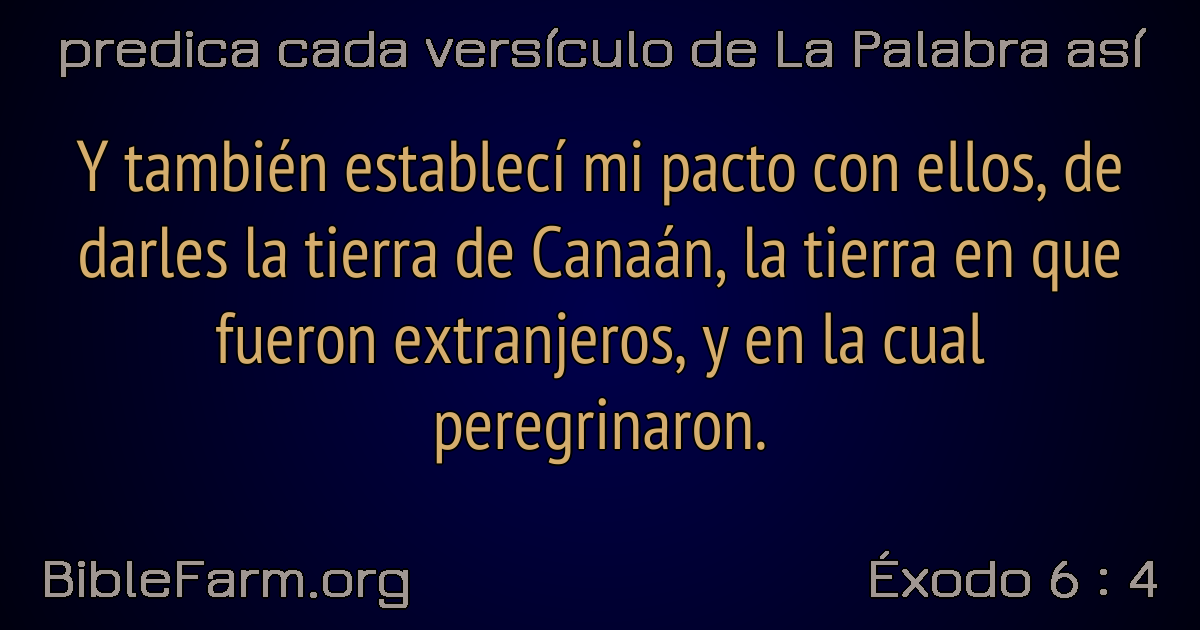 predica cada versículo de La Palabra así
Y también establecí mi pacto con ellos, de
darles la tierra de Canaán, la tierra en que
fueron extranjeros, y en la cual
peregrinaron.
BibleFarm.org
Éxodo 6 : 4